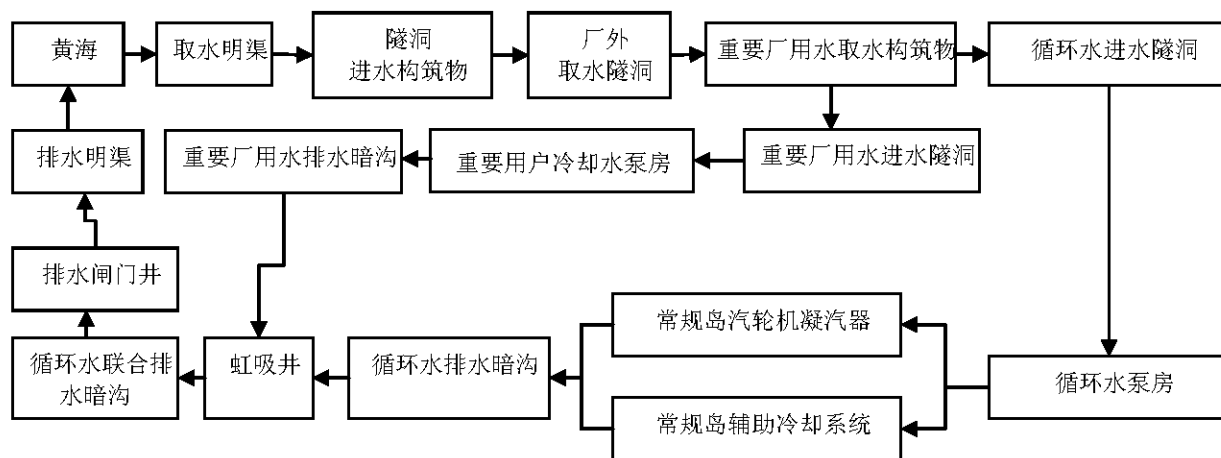 黄海
取水明渠
隧洞
进水构筑物
厂外
取水隧洞
重要厂用水取水构筑物
循环水进水隧洞
排水明渠
重要厂用水排水暗沟
重要用户冷却水泵房
重要厂用水进水隧洞
排水闸门井
常规岛汽轮机凝汽器
循环水联合排
水暗沟
虹吸井
循环水排水暗沟
循环水泵房
常规岛辅助冷却系统